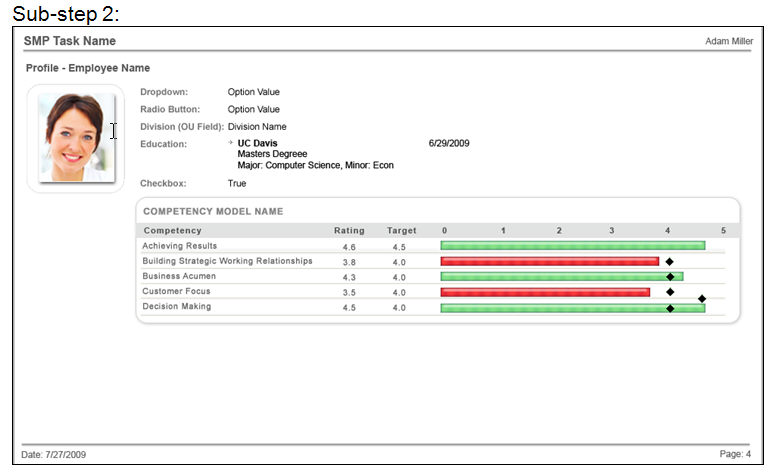 Sub-step 2:
SMP Task Name Adam Miller
Profile - Employee Name
Dropdown: Option Value
Radio Button: Option Value
Division (OU Field): Division Name
Education: UC Davis 6/29/2009
Masters Degreee
Major: Computer Science, Minor: Econ
Checkbox: True
COMPETENCY MODEL NAME
Competency Rating Target 0 1 2 3 4 5
Achieving Results 4.6 4.5
Building Strategic Working Relationships 3.8 4.0
Business Acumen 4.3 4.0
Customer Focus 3.5 4.0
Decision Making 4.5 4.0
Date: 7/27/2009 Page: 4